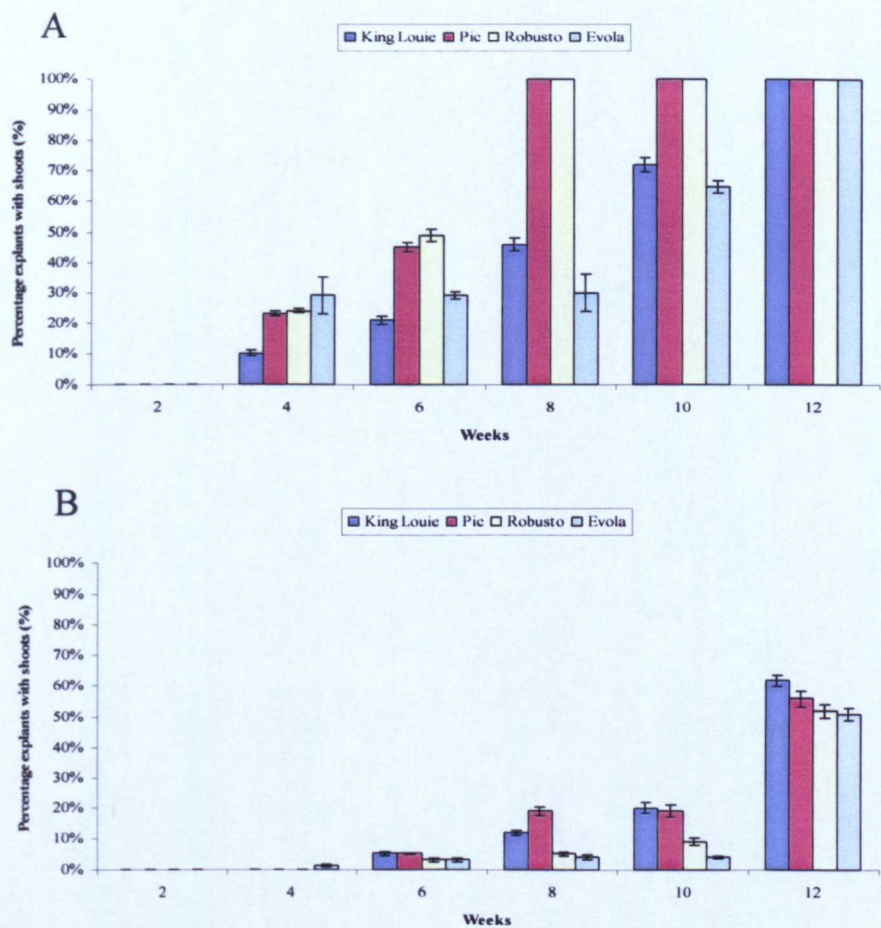 A
King Louie Pic Robusto Evola
Percentage explants with shoots (%)
100%
90%
80%
70%
60%
50%
40%
30%
20%
10%
0%
2 4 6 8 10 12
Weeks
B
King Louie Pic Robusto Evola
Percentage explants with shoots (%)
100%
90%
80%
70%
60%
50%
40%
30%
20%
10%
0%
2 4 6 8 10 12
Weeks